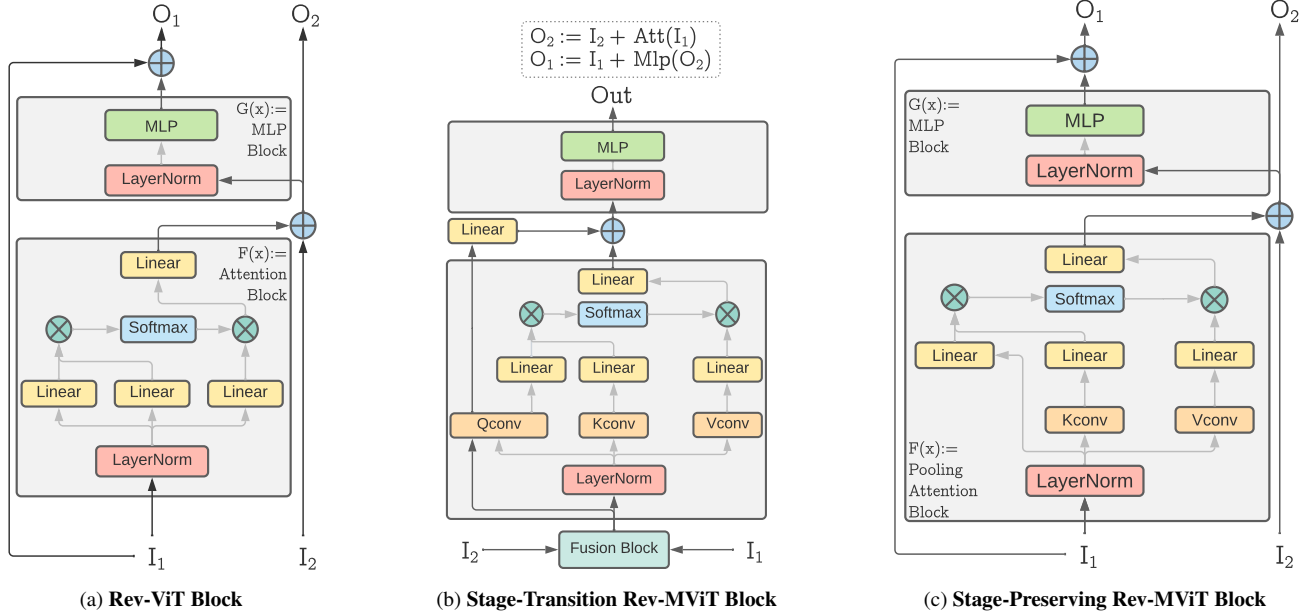 O₁
O₂
G(x):=
MLP
Block
MLP
LayerNorm
F(x):=
Attention
Block
Linear
Softmax
Linear
Linear
Linear
LayerNorm
I₁
I₂
(a) Rev-ViT Block
O₂ := I₂ + Att(I₁)
O₁ := I₁ + Mlp(O₂)
Out
MLP
LayerNorm
Linear
Linear
Softmax
Linear
Linear
Linear
Qconv
Kconv
Vconv
LayerNorm
I₂
Fusion Block
I₁
(b) Stage-Transition Rev-MViT Block
O₁
O₂
G(x):=
MLP
Block
MLP
LayerNorm
Linear
Softmax
Linear
Linear
Linear
Kconv
Vconv
F(x):=
Pooling
Attention
Block
LayerNorm
I₁
I₂
(c) Stage-Preserving Rev-MViT Block